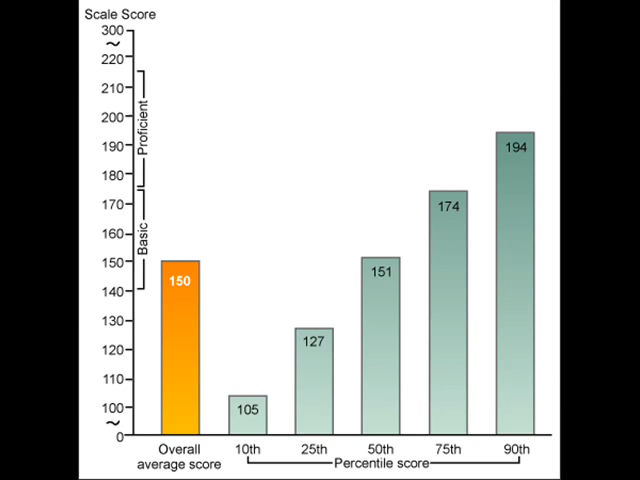 Scale Score
300
~
220
210
200
190
180
170
160
150
140
130
120
110
100
~
0
Proficient
Basic
150
105
127
151
174
194
Overall average score
10th
25th
50th
75th
90th
Percentile score